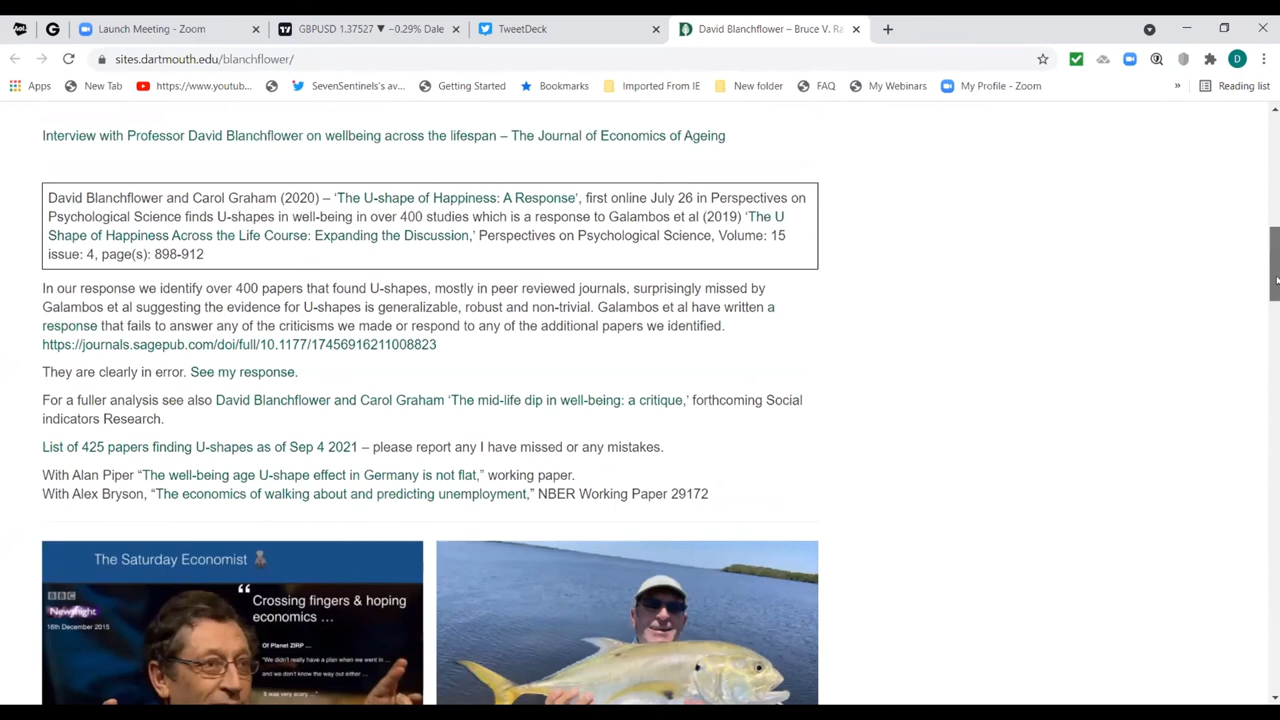 Launch Meeting - Zoom
GBPUSD 1.37527 ▼ −0.29% Dale
TweetDeck
David Blanchflower – Bruce V. Ra
sites.dartmouth.edu/blanchflower/
D
Apps
New Tab
https://www.youtub...
SevenSentinels's av...
Getting Started
Bookmarks
Imported From IE
New folder
FAQ
My Webinars
My Profile - Zoom
»
Reading list
Interview with Professor David Blanchflower on wellbeing across the lifespan – The Journal of Economics of Ageing
David Blanchflower and Carol Graham (2020) – ‘The U-shape of Happiness: A Response’, first online July 26 in Perspectives on
Psychological Science finds U-shapes in well-being in over 400 studies which is a response to Galambos et al (2019) ‘The U
Shape of Happiness Across the Life Course: Expanding the Discussion,’ Perspectives on Psychological Science, Volume: 15
issue: 4, page(s): 898-912
In our response we identify over 400 papers that found U-shapes, mostly in peer reviewed journals, surprisingly missed by
Galambos et al suggesting the evidence for U-shapes is generalizable, robust and non-trivial. Galambos et al have written a
response that fails to answer any of the criticisms we made or respond to any of the additional papers we identified.
https://journals.sagepub.com/doi/full/10.1177/17456916211008823
They are clearly in error. See my response.
For a fuller analysis see also David Blanchflower and Carol Graham ‘The mid-life dip in well-being: a critique,’ forthcoming Social
indicators Research.
List of 425 papers finding U-shapes as of Sep 4 2021 – please report any I have missed or any mistakes.
With Alan Piper “The well-being age U-shape effect in Germany is not flat,” working paper.
With Alex Bryson, “The economics of walking about and predicting unemployment,” NBER Working Paper 29172
The Saturday Economist
BBC
Newsnight
16th December 2015
“ Crossing fingers & hoping
economics ...
Of Planet ZIRP ...
"We didn't really have a plan when we went in ...
and we don't know the way out either ...
It was very scary ..."